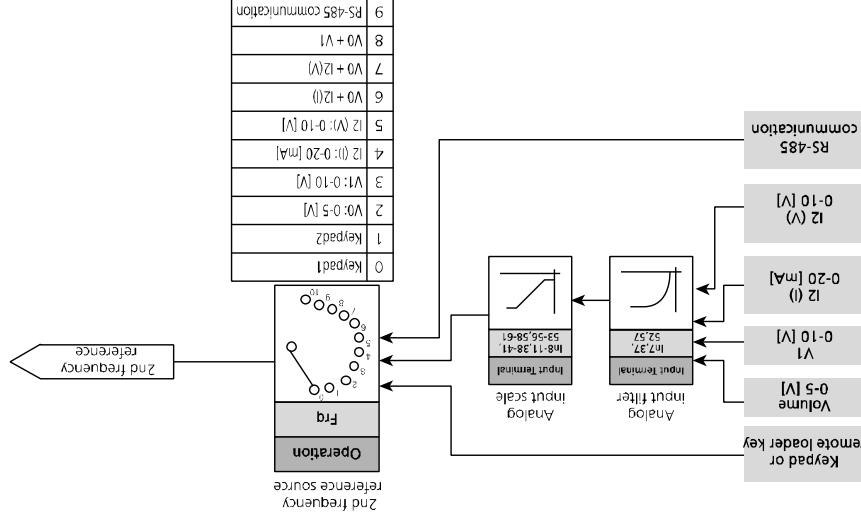 Keypad or
emote loader key
Volume
0-5 [V]
V1
0-10 [V]
I2 (I)
0-20 [mA]
I2 (V)
0-10 [V]
RS-485
communication
Analog
input filter
Input Terminal
In7,37,
52,57
Analog
input scale
Input Terminal
In8-11,38-41,
53-56,58-61
2nd frequency
reference source
Operation
Frq
0
1
2
3
4
5
6
7
8
9
10
0 Keypad1
1 Keypad2
2 V0: 0-5 [V]
3 V1: 0-10 [V]
4 I2 (I): 0-20 [mA]
5 I2 (V): 0-10 [V]
6 V0 + I2(I)
7 V0 + I2(V)
8 V0 + V1
9 RS-485 communication
2nd frequency
reference